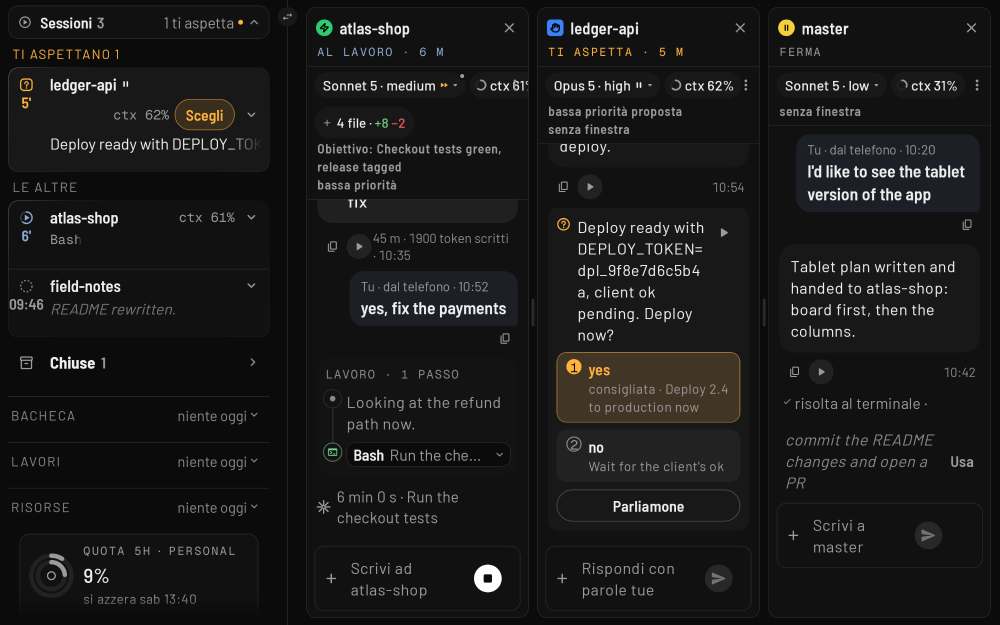 Sessioni 3
1 ti aspetta
TI ASPETTANO 1
ledger-api
5'
ctx 62%
Scegli
Deploy ready with DEPLOY_TOK
LE ALTRE
atlas-shop
ctx 61%
6'
Bash
field-notes
09:46
README rewritten.
Chiuse 1
BACHECA
niente oggi
LAVORI
niente oggi
RISORSE
niente oggi
QUOTA 5H · PERSONAL
9%
si azzera sab 13:40
atlas-shop
AL LAVORO · 6 M
Sonnet 5 · medium
ctx 61%
+ 4 file · +8 −2
Obiettivo: Checkout tests green,
release tagged
bassa priorità
fix
45 m · 1900 token scritti
· 10:35
Tu · dal telefono · 10:52
yes, fix the payments
LAVORO · 1 PASSO
Looking at the refund
path now.
Bash Run the che...
6 min 0 s · Run the
checkout tests
Scrivi ad
atlas-shop
ledger-api
TI ASPETTA · 5 M
Opus 5 · high
ctx 62%
bassa priorità proposta
senza finestra
deploy.
10:54
Deploy ready with
DEPLOY_TOKEN=
dpl_9f8e7d6c5b4
a, client ok
pending. Deploy
now?
1 yes
consigliata · Deploy 2.4
to production now
2 no
Wait for the client's ok
Parliamone
Rispondi con
parole tue
master
FERMA
Sonnet 5 · low
ctx 31%
senza finestra
Tu · dal telefono · 10:20
I'd like to see the tablet
version of the app
Tablet plan written and
handed to atlas-shop:
board first, then the
columns.
10:42
risolta al terminale ·
commit the README
changes and open a
PR
Usa
Scrivi a
master